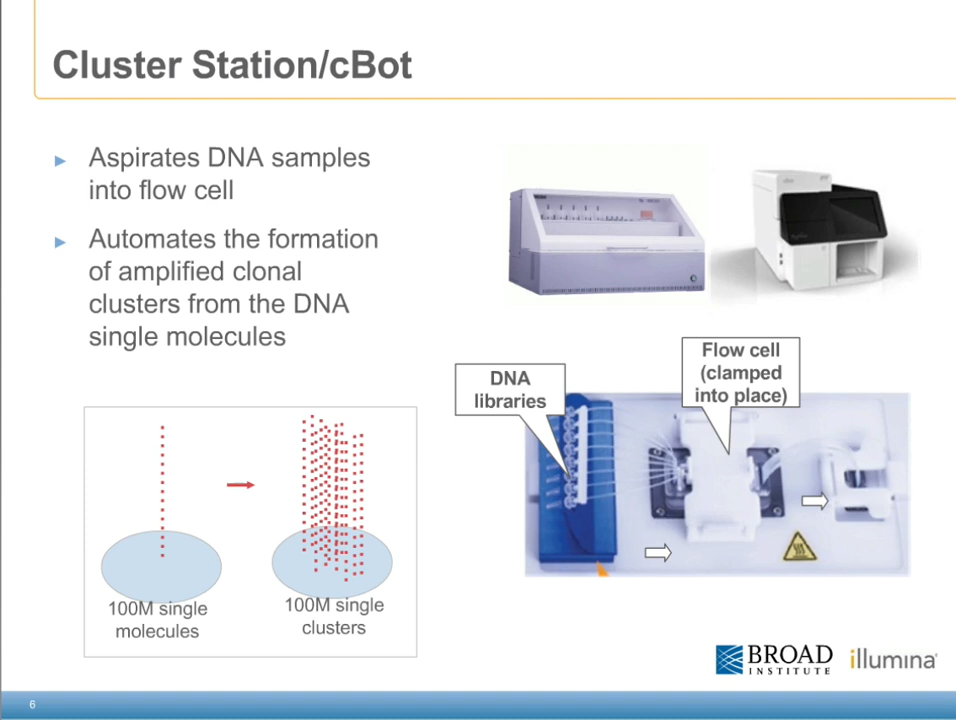 Cluster Station/cBot
► Aspirates DNA samples
into flow cell
► Automates the formation
of amplified clonal
clusters from the DNA
single molecules
DNA
libraries
Flow cell
(clamped
into place)
100M single
molecules
100M single
clusters
BROAD
INSTITUTE
illumina
6